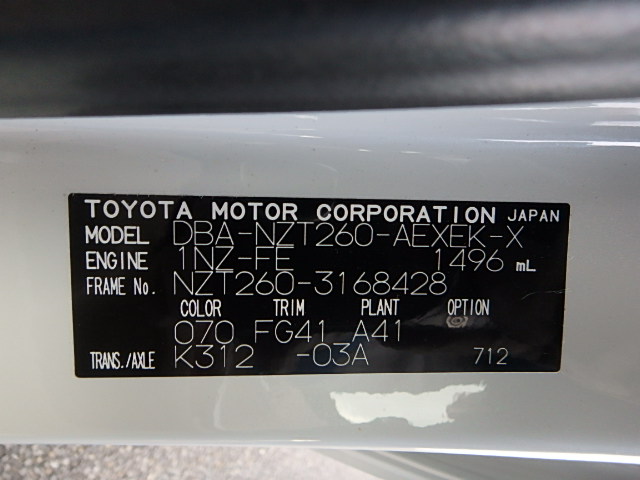 TOYOTA MOTOR CORPORATION JAPAN
MODEL DBA-NZT260-AEXEK-X
ENGINE 1NZ-FE 1496 mL
FRAME No. NZT260-3168428
COLOR TRIM PLANT OPTION
070 FG41 A41
TRANS./AXLE K312 -03A 712